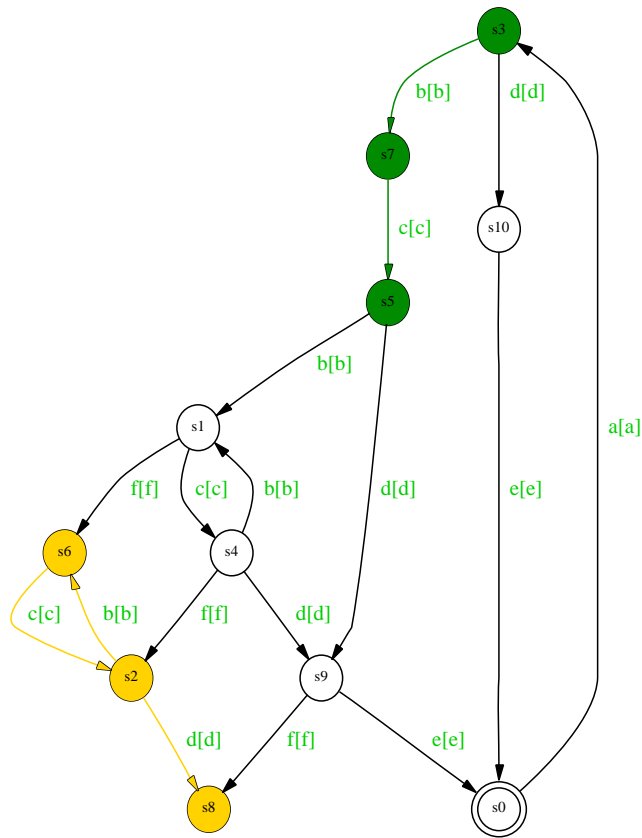 s3
b[b] d[d]
s7
c[c] s10
s5
b[b]
s1 a[a]
f[f] c[c] b[b] d[d] e[e]
s6 s4
c[c] b[b] f[f] d[d]
s2 s9
d[d] f[f] e[e]
s8 s0